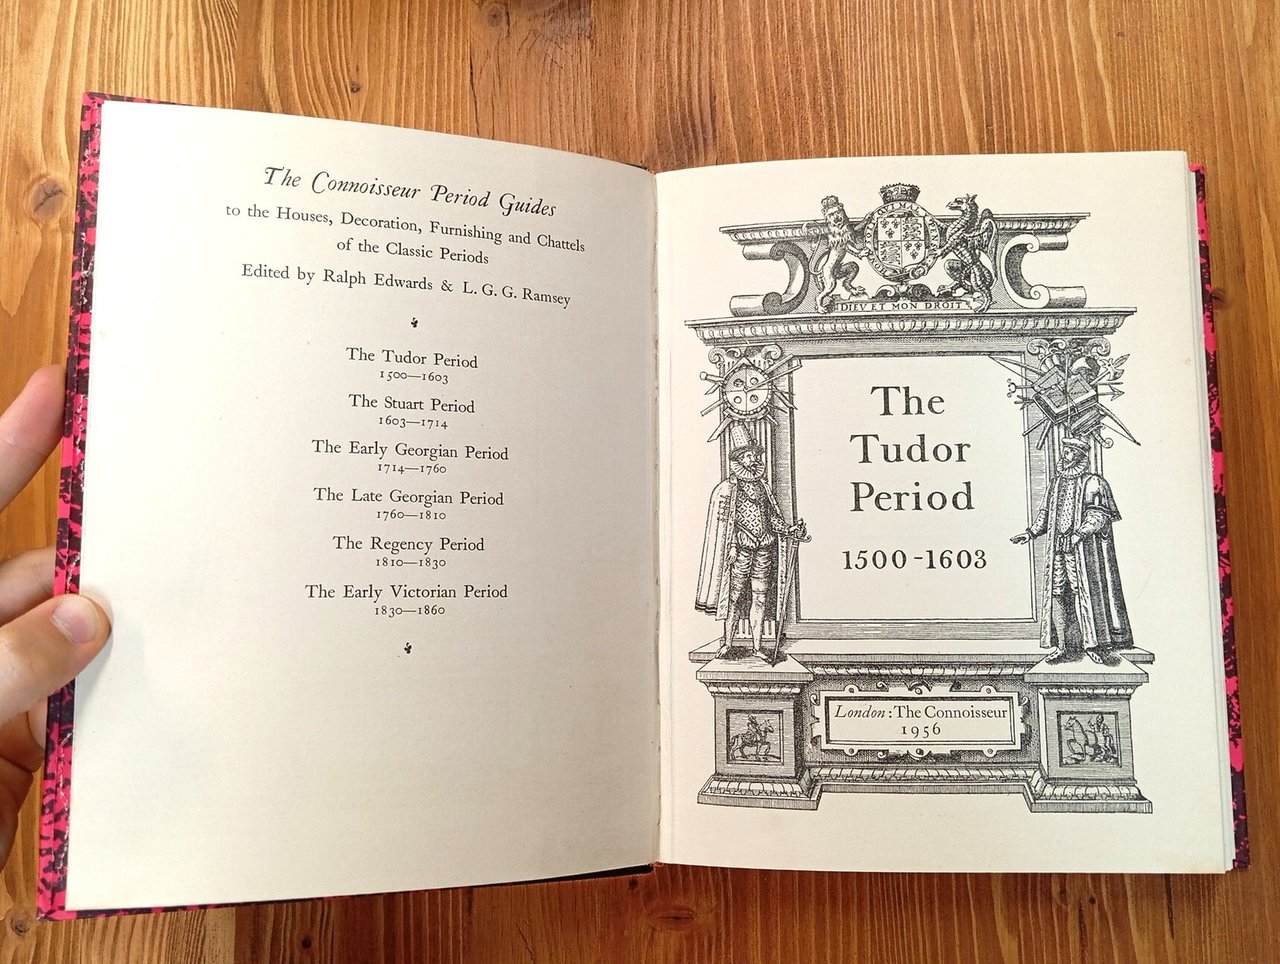 The Connoisseur Period Guides
to the Houses, Decoration, Furnishing and Chattels
of the Classic Periods
Edited by Ralph Edwards & L. G. G. Ramsey
The Tudor Period
1500—1603
The Stuart Period
1603—1714
The Early Georgian Period
1714—1760
The Late Georgian Period
1760—1810
The Regency Period
1810—1830
The Early Victorian Period
1830—1860
DIEV ET MON DROIT
The
Tudor
Period
1500-1603
London: The Connoisseur
1956